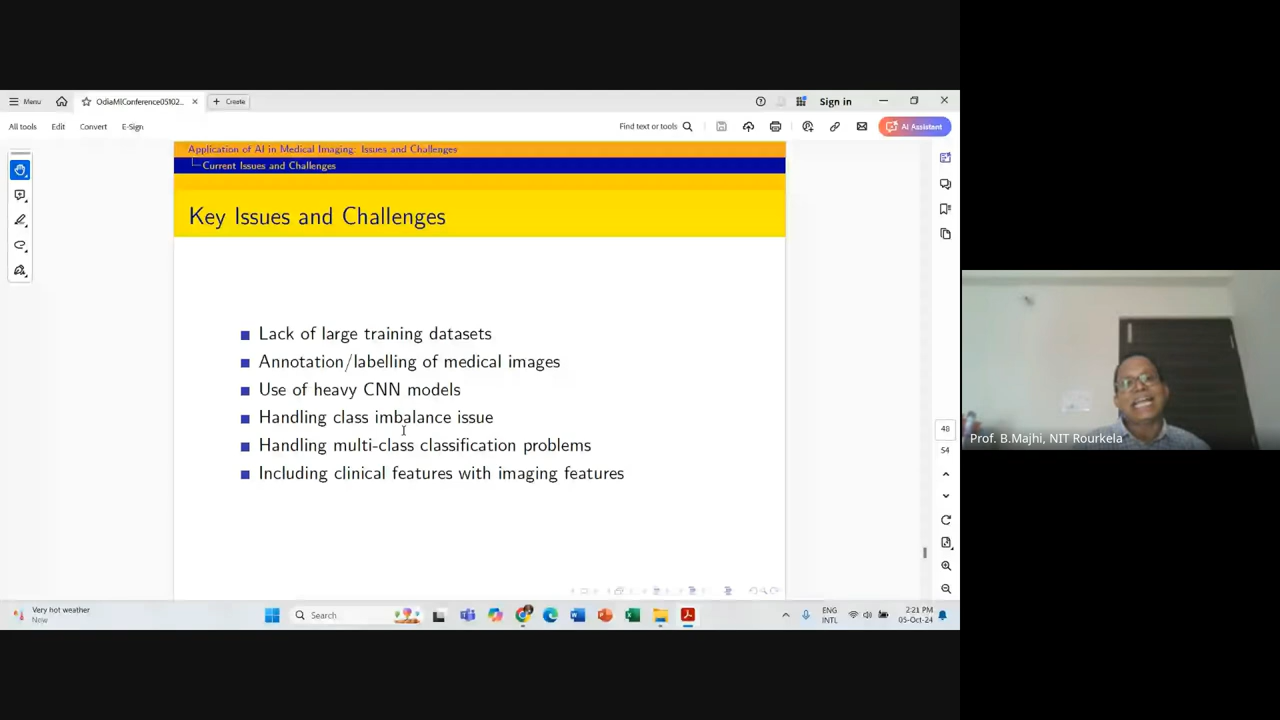 Menu
OdiaMlConference05102...
Create
Sign in
All tools
Edit
Convert
E-Sign
Find text or tools
AI Assistant
Application of AI in Medical Imaging: Issues and Challenges
Current Issues and Challenges
Key Issues and Challenges
Lack of large training datasets
Annotation/labelling of medical images
Use of heavy CNN models
Handling class imbalance issue
Handling multi-class classification problems
Including clinical features with imaging features
48
54
Prof. B.Majhi, NIT Rourkela
Very hot weather
Now
Search
ENG
INTL
2:21 PM
05-Oct-24